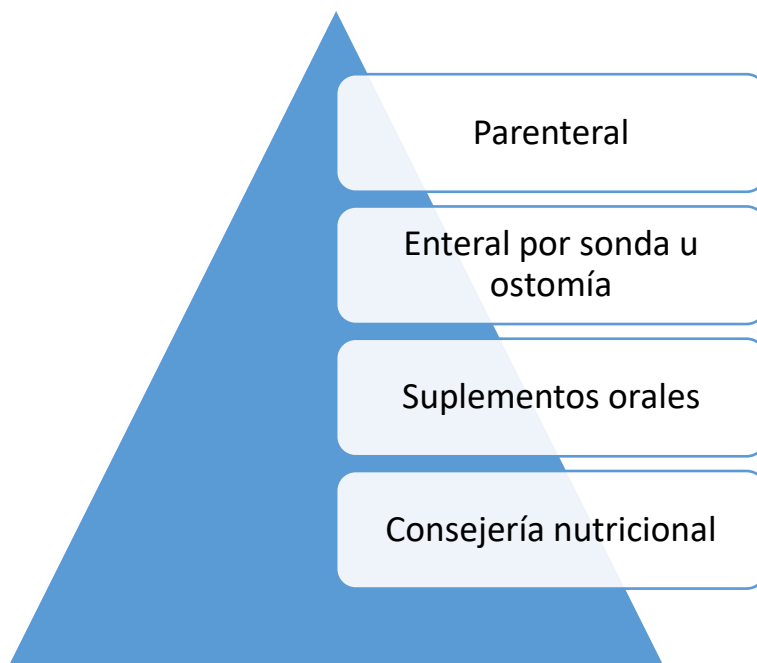 Parenteral
Enteral por sonda u
ostomía
Suplementos orales
Consejería nutricional